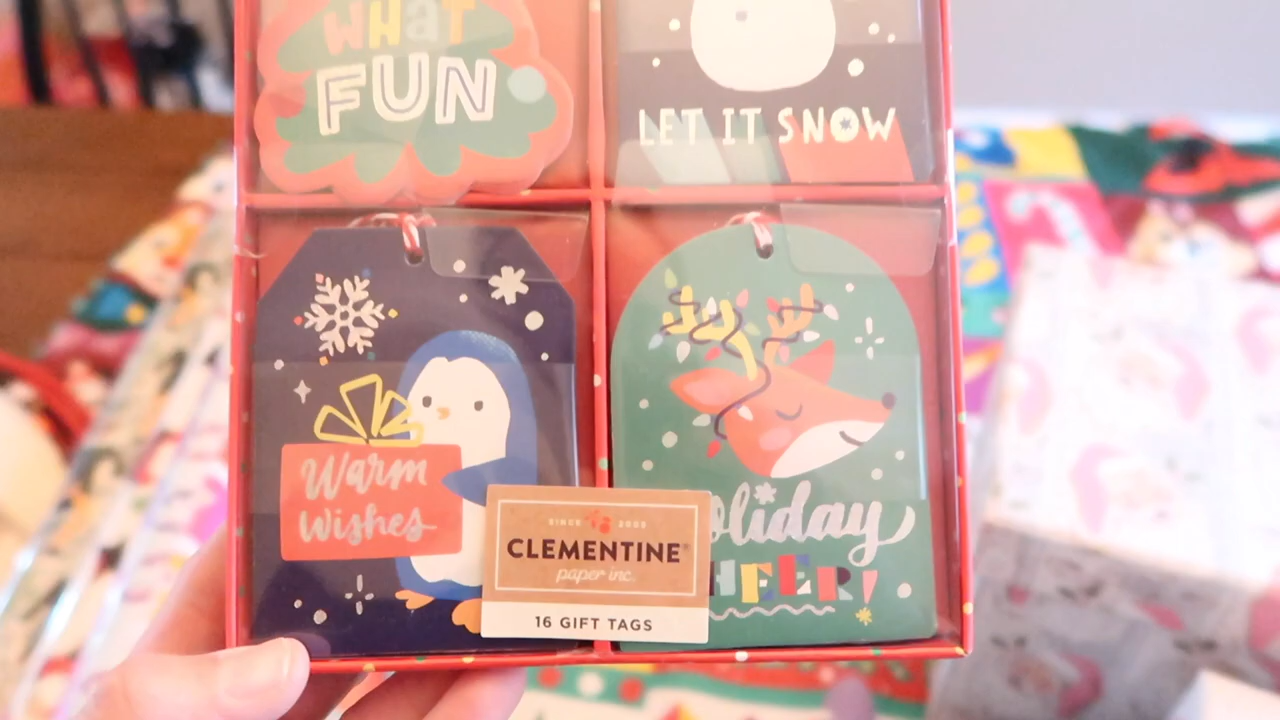 WHAT
FUN
LET IT SNOW
Warm
Wishes
oliday
HEER!
SINCE 2005
CLEMENTINE®
paper inc.
16 GIFT TAGS